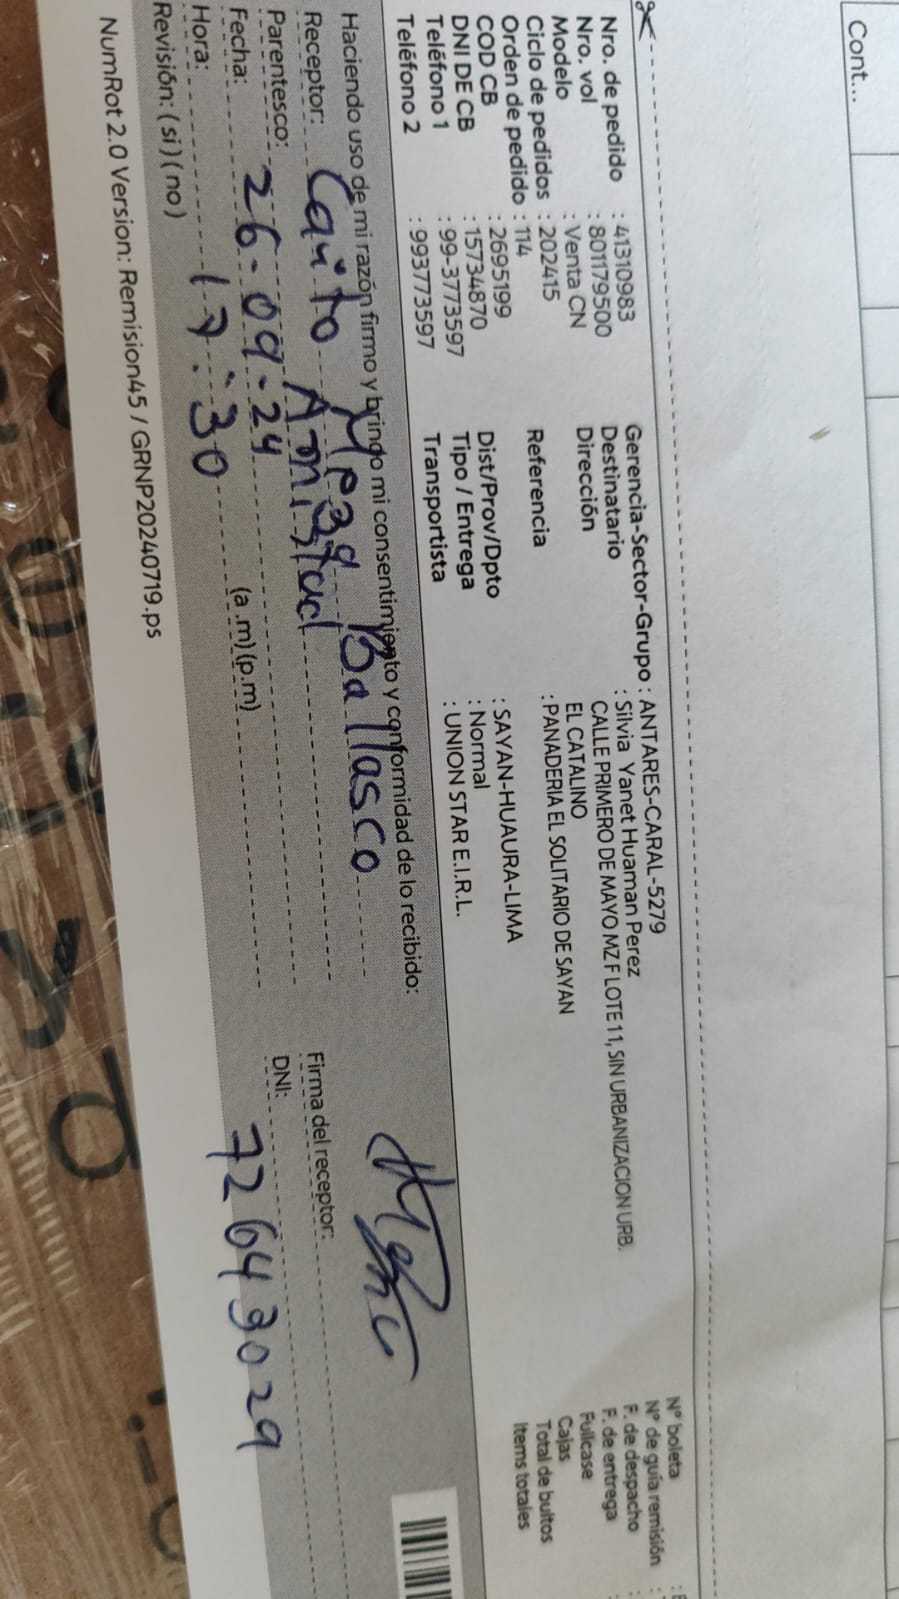 Cont...
Nro. de pedido : 41310983
Nro. vol : 801179500
Modelo : Venta CN
Ciclo de pedidos : 202415
Orden de pedido : 114
COD CB : 2695199
DNI DE CB : 15734870
Teléfono 1 : 99-3773597
Teléfono 2 : 993773597
Gerencia-Sector-Grupo : ANTARES-CARAL-5279
Destinatario : Silvia Yanet Huaman Perez
Dirección CALLE PRIMERO DE MAYO MZ F LOTE 11, SIN URBANIZACION URB.
EL CATALINO
Referencia : PANADERIA EL SOLITARIO DE SAYAN
Dist/Prov/Dpto : SAYAN-HUAURA-LIMA
Tipo / Entrega : Normal
Transportista : UNION STAR E.I.R.L.
N° boleta
N° de guía remisión :
F. de despacho :
F. de entrega
Fullcase
Cajas
Total de bultos
Items totales
Haciendo uso de mi razón firmo y brindo mi consentimiento y conformidad de lo recibido:
Receptor: Ballasco
Parentesco: Amistad
Fecha: 26-09-24
Hora: 17:30 (a .m) (p.m)
Revisión: ( si ) ( no )
Firma del receptor:
DNI: 72643029
NumRot 2.0 Version: Remision45 / GRNP20240719.ps